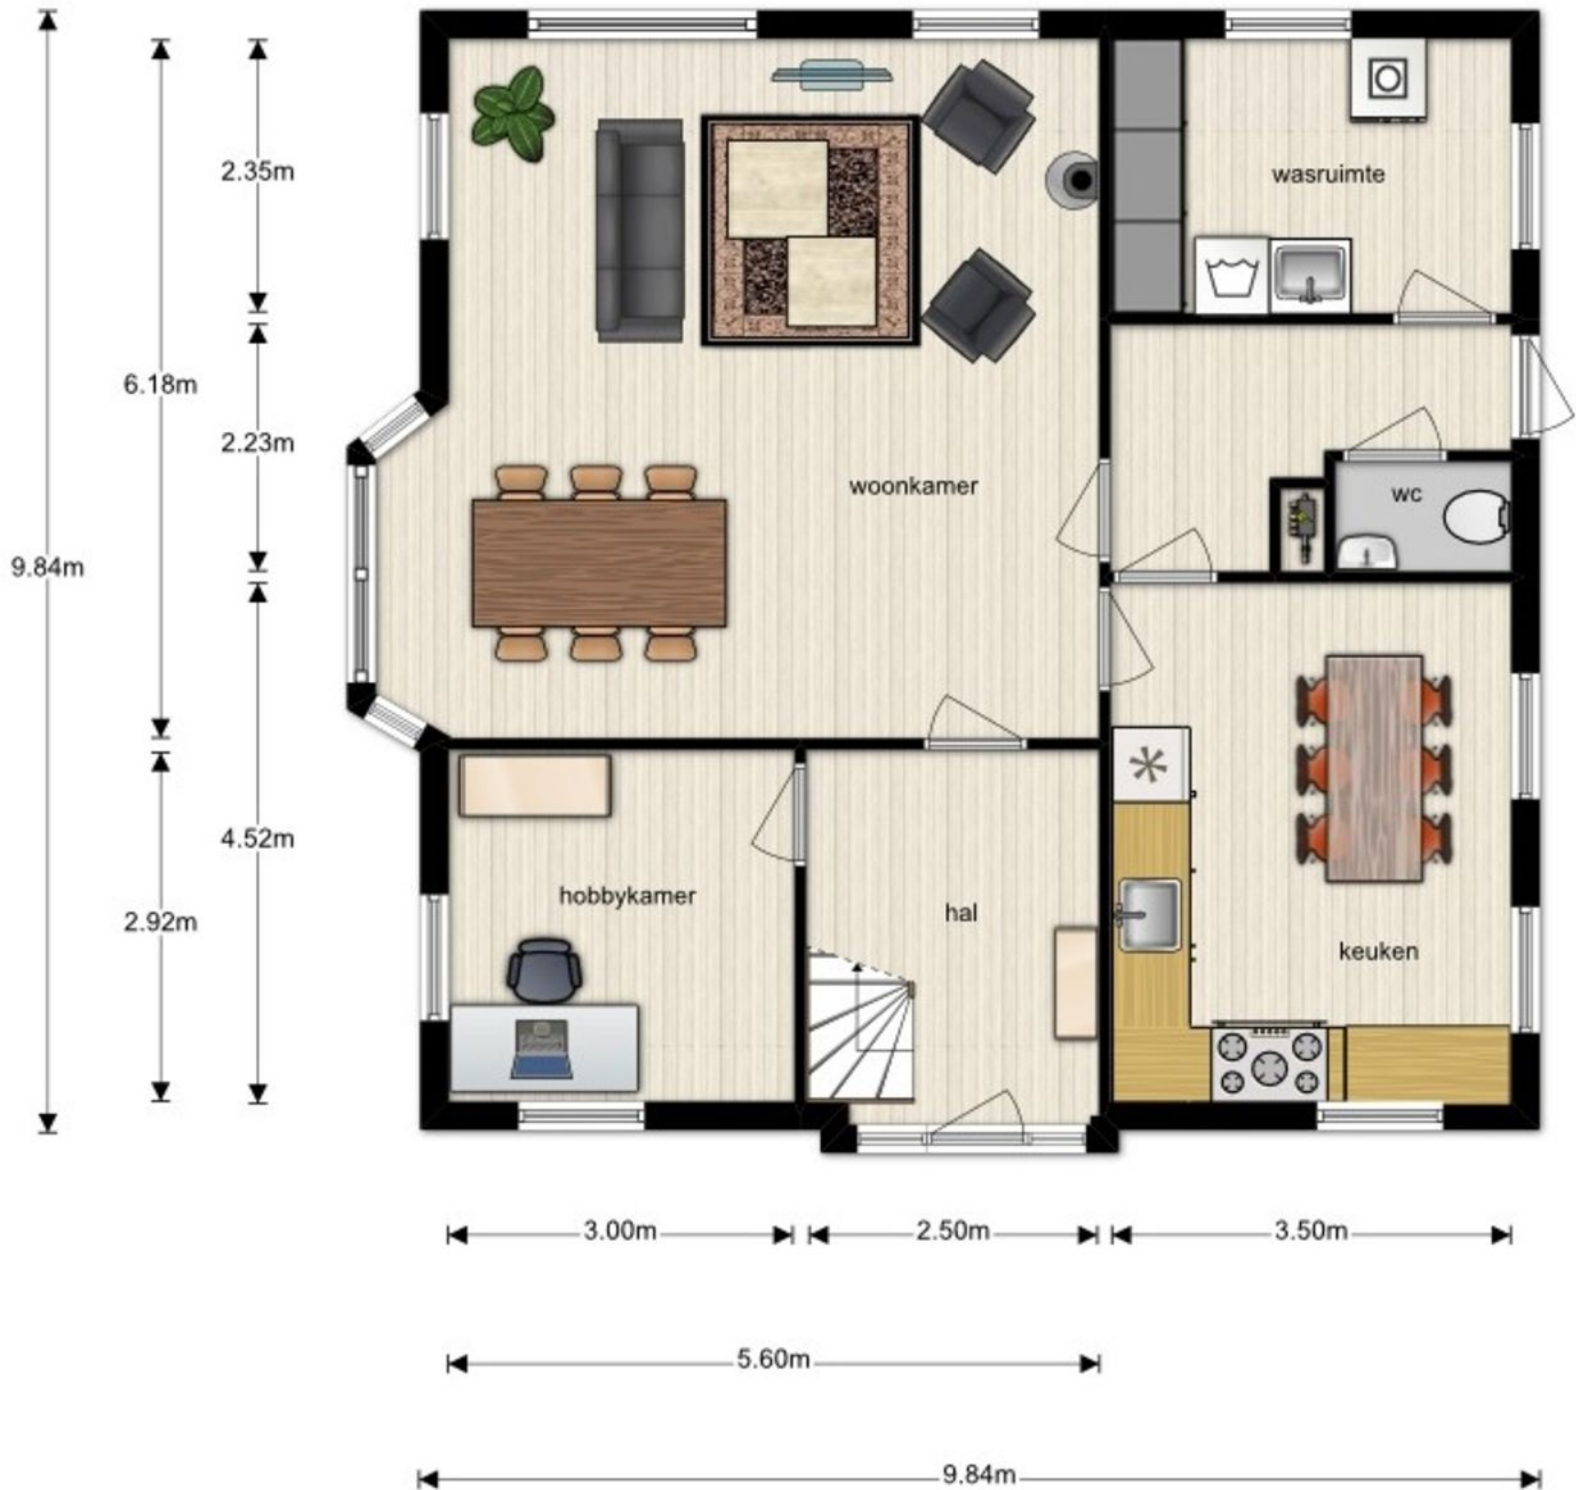 2.35m
wasruimte
6.18m
2.23m
woonkamer
wc
9.84m
4.52m
hobbykamer
hal
2.92m
keuken
3.00m
2.50m
3.50m
5.60m
9.84m